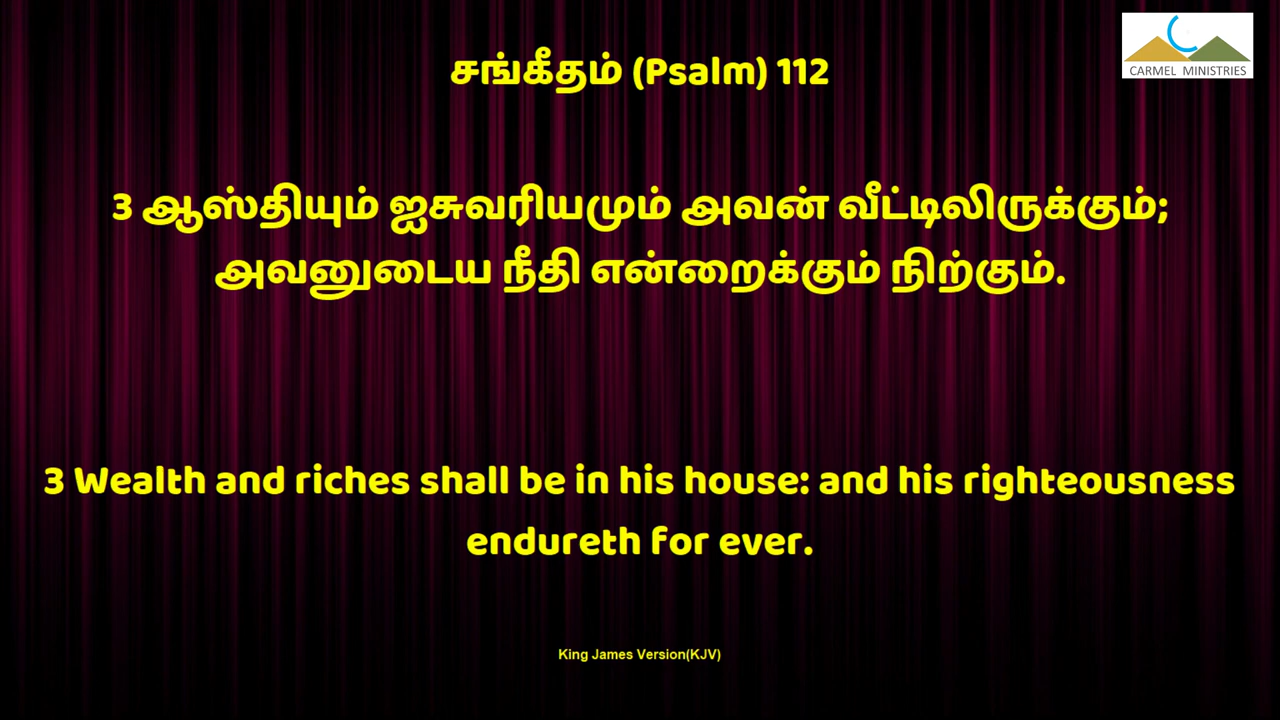 CARMEL MINISTRIES
சங்கீதம் (Psalm) 112
3 ஆஸ்தியும் ஐசுவரியமும் அவன் வீட்டிலிருக்கும்;
அவனுடைய நீதி என்றைக்கும் நிற்கும்.
3 Wealth and riches shall be in his house: and his righteousness
endureth for ever.
King James Version(KJV)